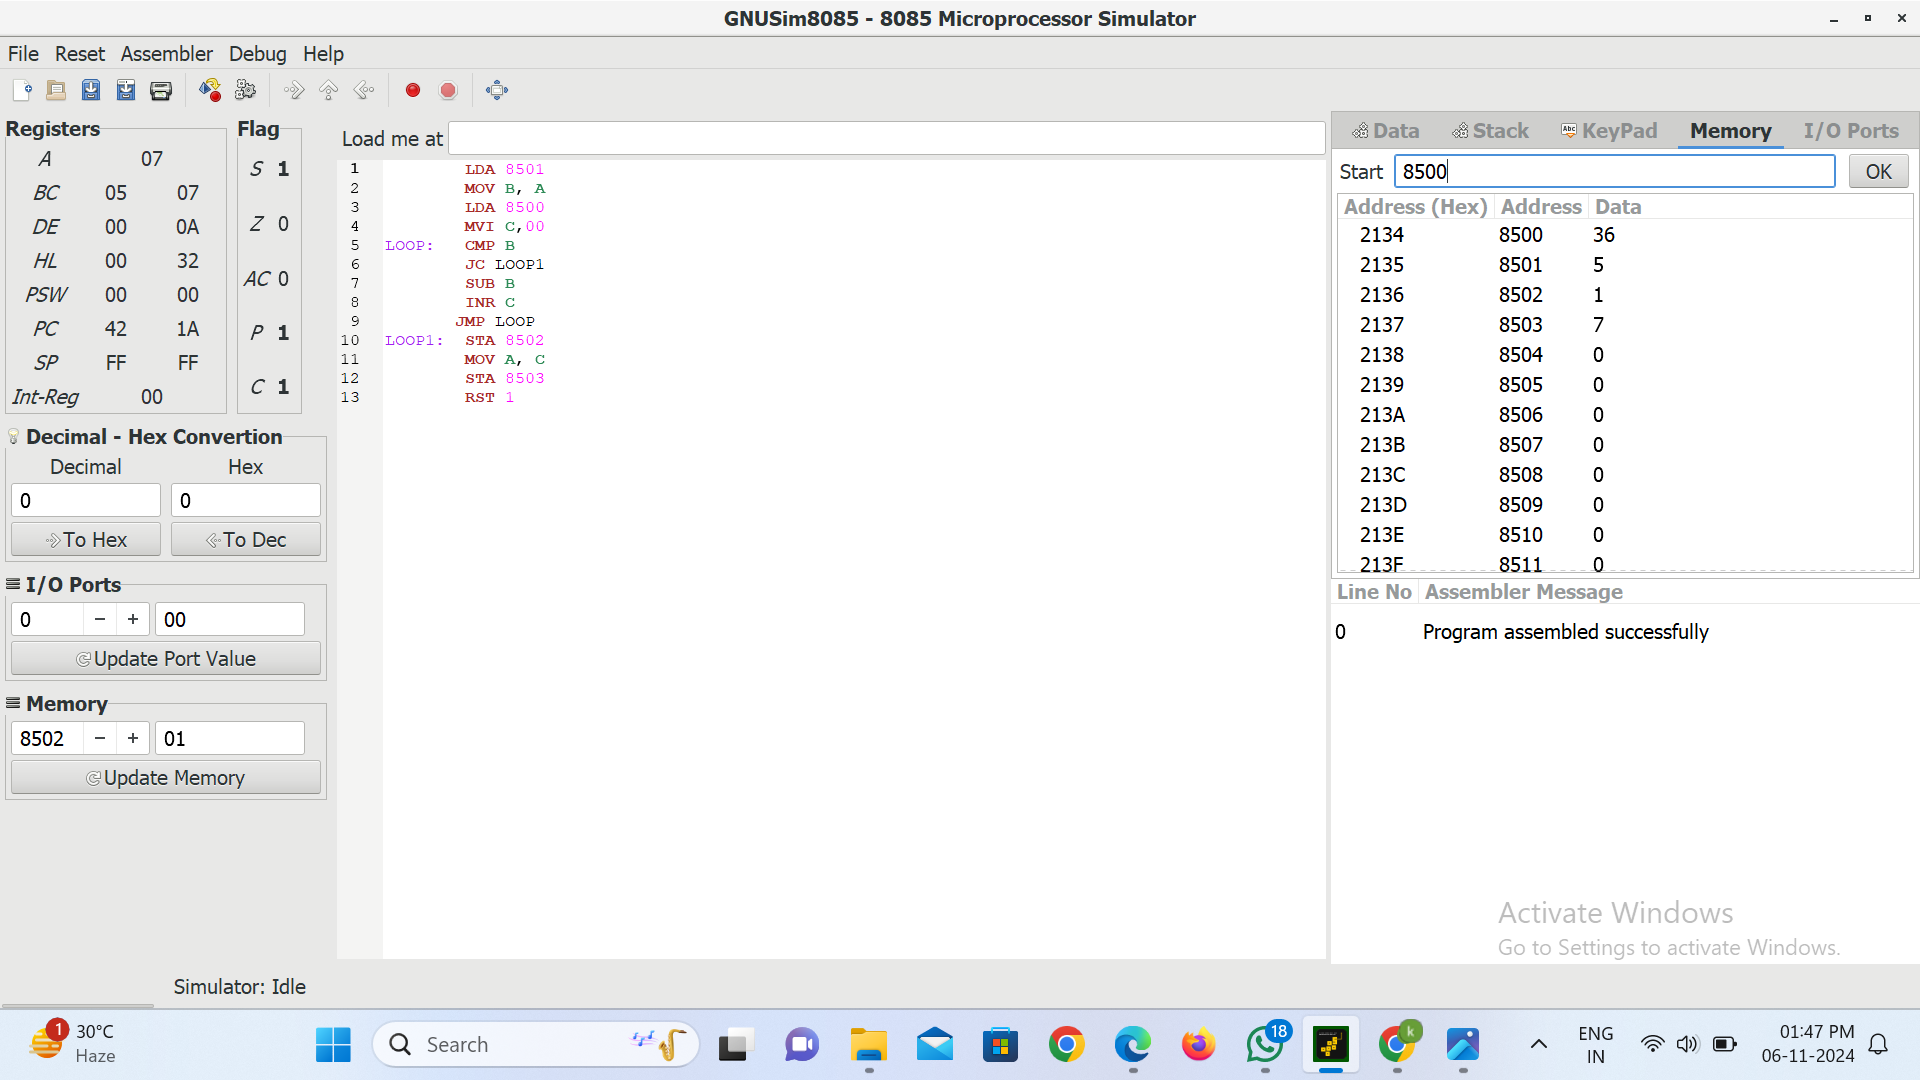 GNUSim8085 - 8085 Microprocessor Simulator
File Reset Assembler Debug Help
Registers
A 07
BC 05 07
DE 00 0A
HL 00 32
PSW 00 00
PC 42 1A
SP FF FF
Int-Reg 00
Flag
S 1
Z 0
AC 0
P 1
C 1
Decimal - Hex Convertion
Decimal Hex
0 0
To Hex To Dec
I/O Ports
0 − + 00
Update Port Value
Memory
8502 − + 01
Update Memory
Load me at
1 LDA 8501
2 MOV B, A
3 LDA 8500
4 MVI C,00
5 LOOP: CMP B
6 JC LOOP1
7 SUB B
8 INR C
9 JMP LOOP
10 LOOP1: STA 8502
11 MOV A, C
12 STA 8503
13 RST 1
Data Stack Abc KeyPad Memory I/O Ports
Start 8500 OK
Address (Hex) Address Data
2134 8500 36
2135 8501 5
2136 8502 1
2137 8503 7
2138 8504 0
2139 8505 0
213A 8506 0
213B 8507 0
213C 8508 0
213D 8509 0
213E 8510 0
213F 8511 0
Line No Assembler Message
0 Program assembled successfully
Activate Windows
Go to Settings to activate Windows.
Simulator: Idle
1 30°C
Haze
Search
18
k
ENG
IN
01:47 PM
06-11-2024